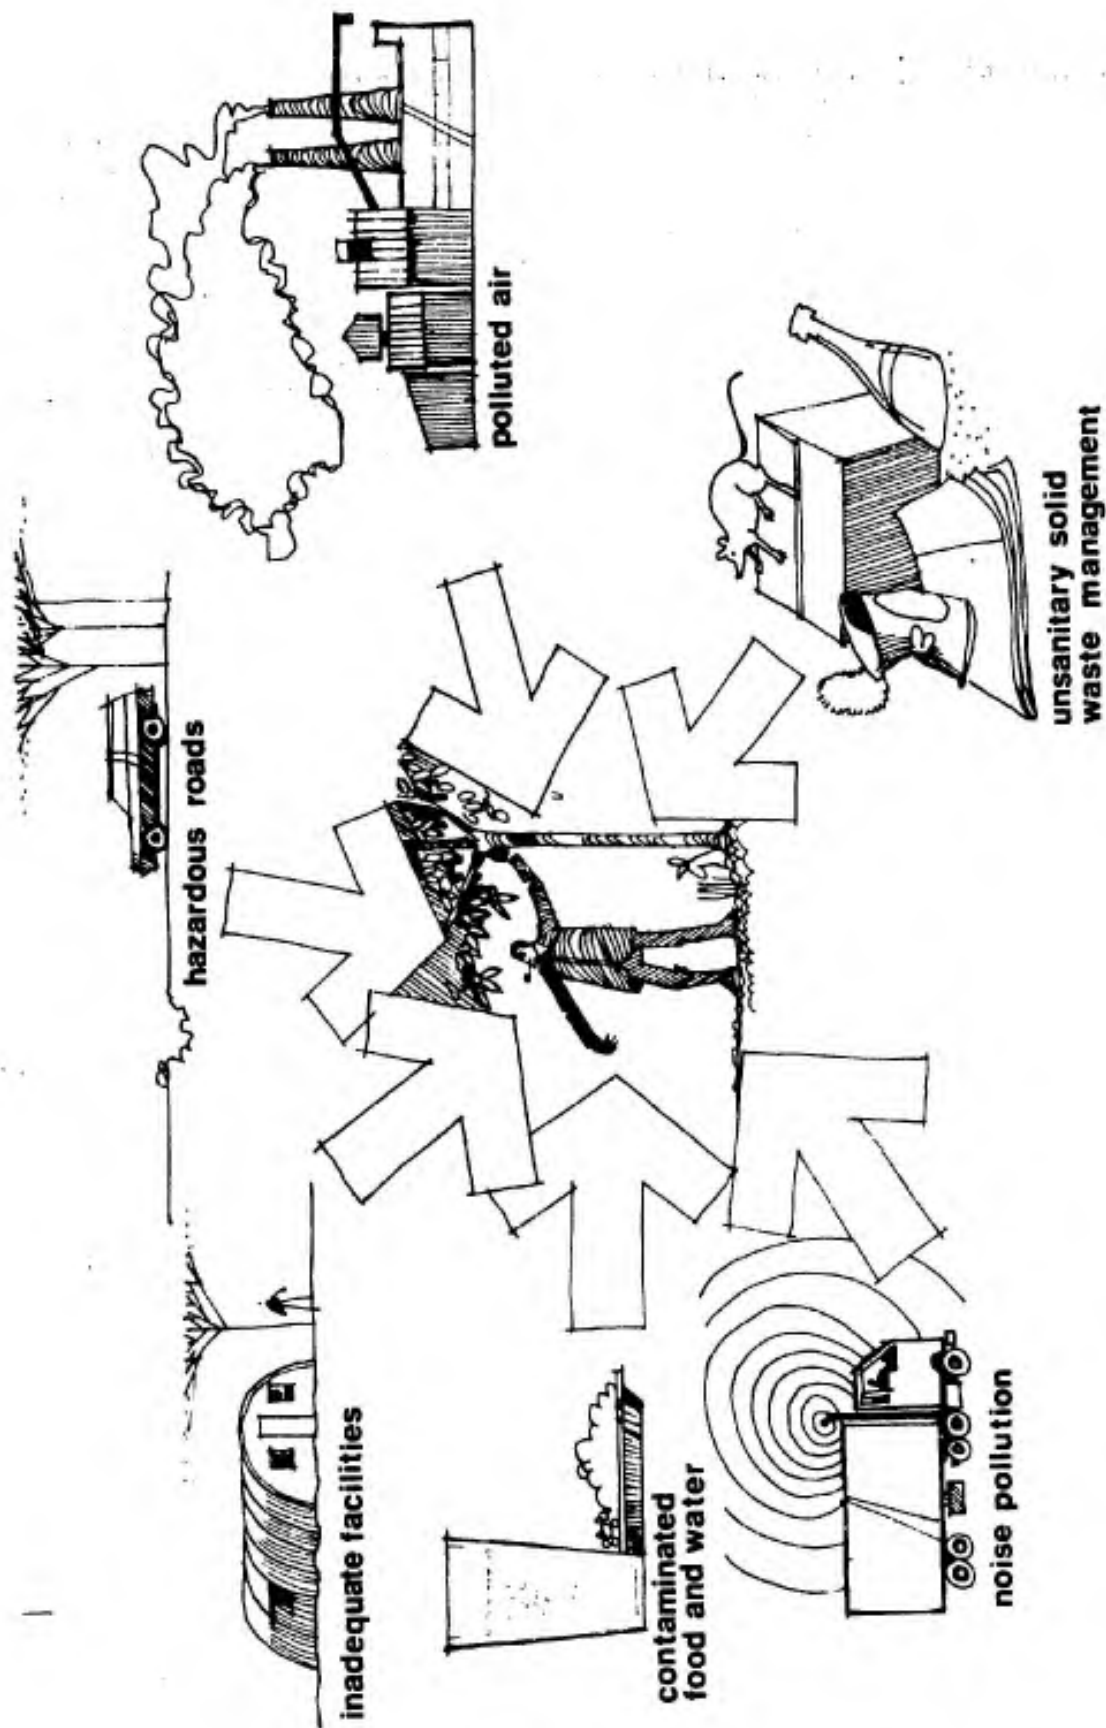 inadequate facilities
hazardous roads
polluted air
contaminated
food and water
noise pollution
unsanitary solid
waste management